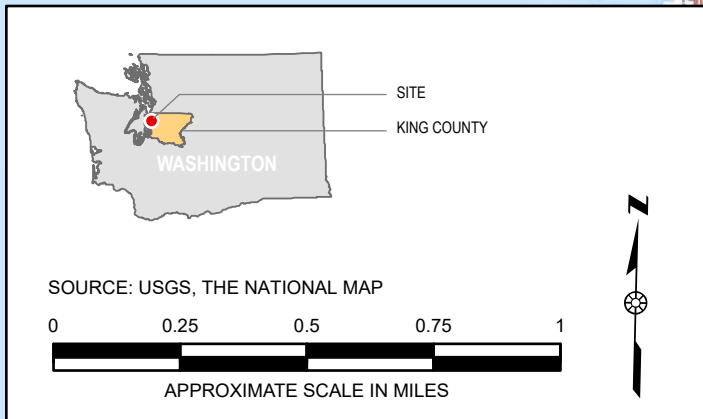 SITE
KING COUNTY
WASHINGTON
N
SOURCE: USGS, THE NATIONAL MAP
0 0.25 0.5 0.75 1
APPROXIMATE SCALE IN MILES